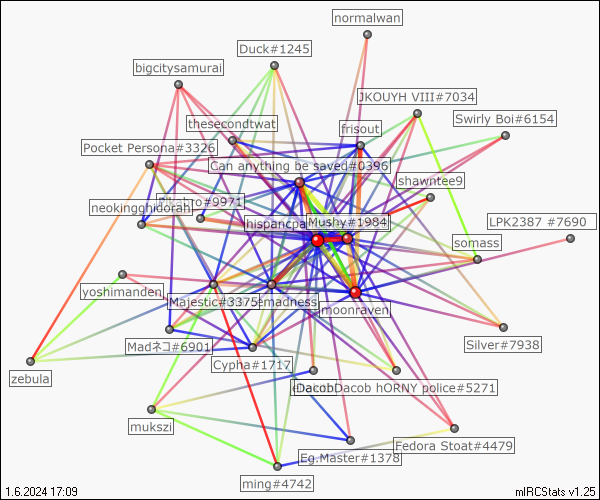 normalwan
Duck#1245
bigcitysamurai
JKOUYH VIII#7034
Swirly Boi#6154
thesecondtwat
frisout
Pocket Persona#3326
Can anything be saved#0396
shawntee9
#9971
neokingghidorah
hispancpa
Mushy#1984
LPK2387 #7690
somass
yoshimanden
Majestic#3375
emadness
moonraven
Silver#7938
Madネコ#6901
Cypha#1717
zebula
Dacob hORNY police#5271
mukszi
Fedora Stoat#4479
Eg.Master#1378
ming#4742
1.6.2024 17:09
mIRCStats v1.25